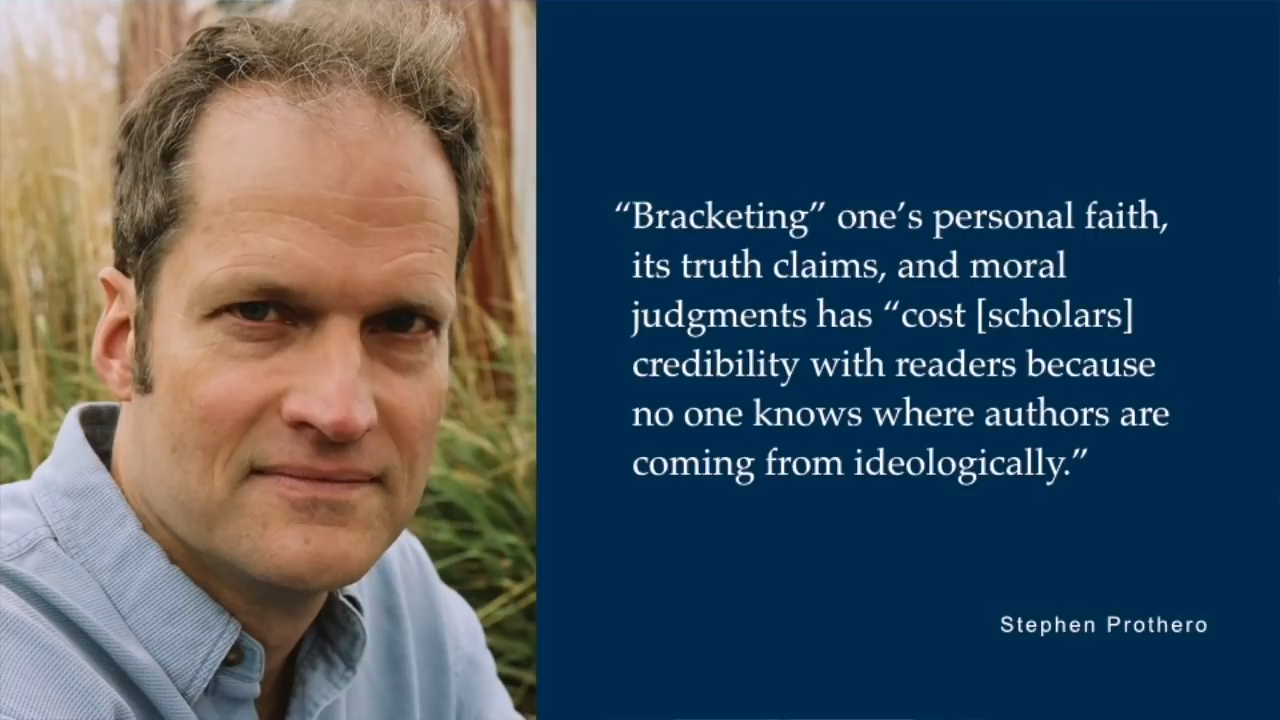 “Bracketing” one’s personal faith,
its truth claims, and moral
judgments has “cost [scholars]
credibility with readers because
no one knows where authors are
coming from ideologically.”
Stephen Prothero